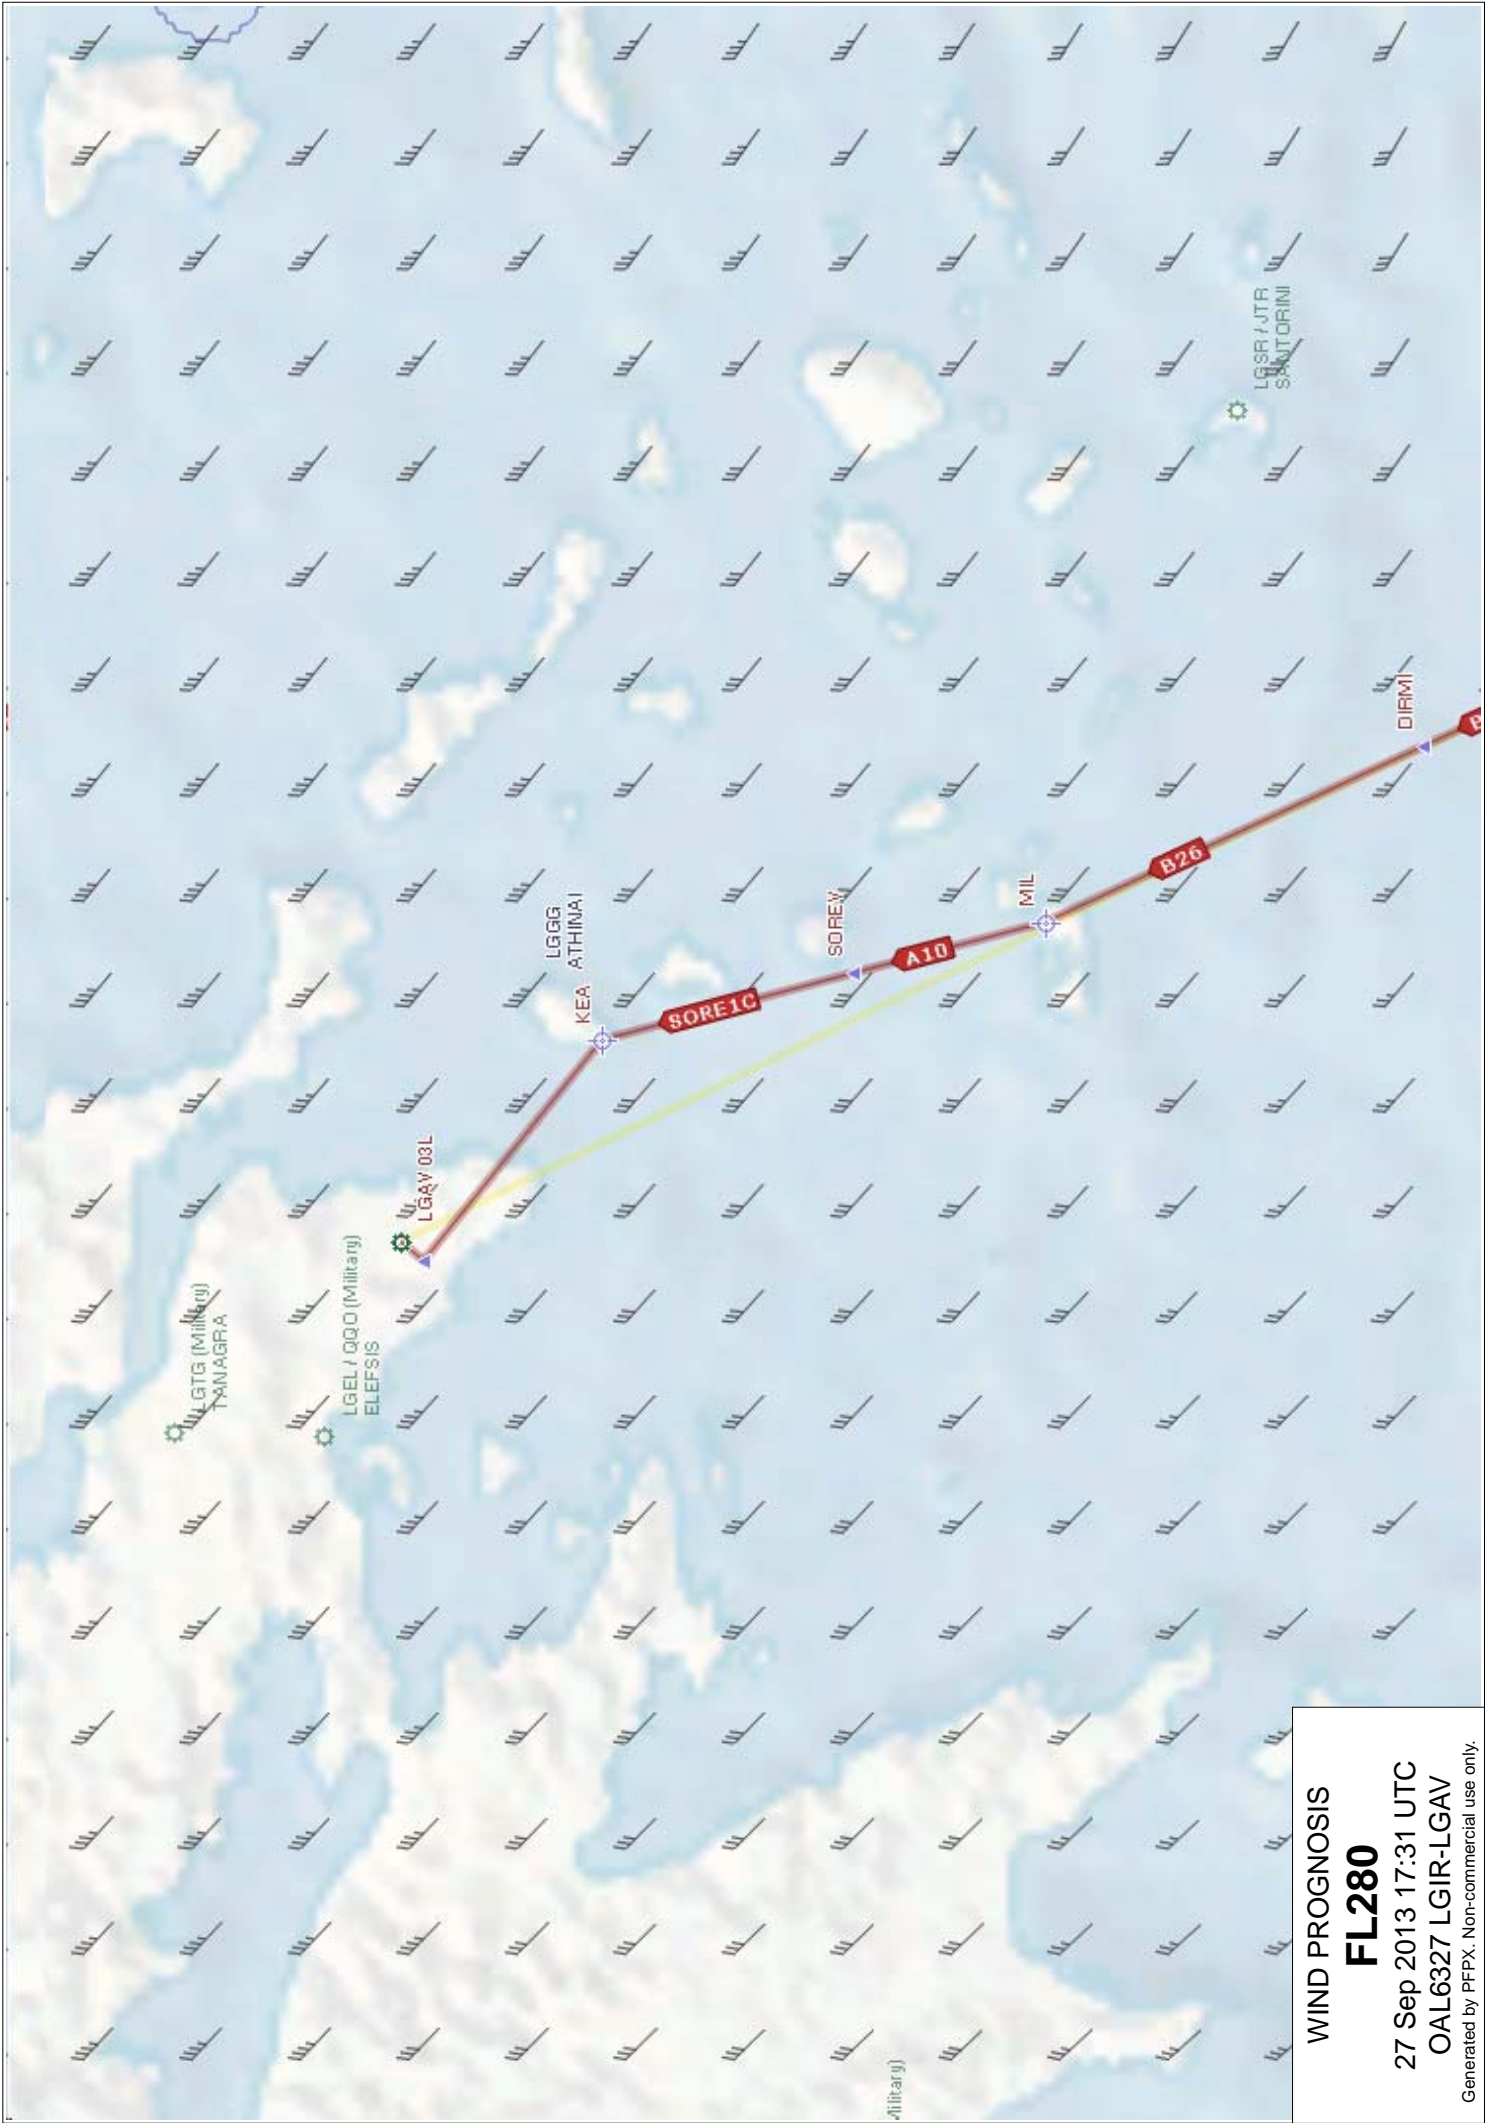 LGSR / JTR
SANTORINI
DIRMI
B
B26
MIL
A10
SOREV
SORE1C
LGGG
ATHINAI
KEA
LGAV 03L
LGTG (Military)
TANAGRA
LGEL / QQO (Military)
ELEFSIS
ilitary)
WIND PROGNOSIS
FL280
27 Sep 2013 17:31 UTC
OAL6327 LGIR-LGAV
Generated by PFPX. Non-commercial use only.